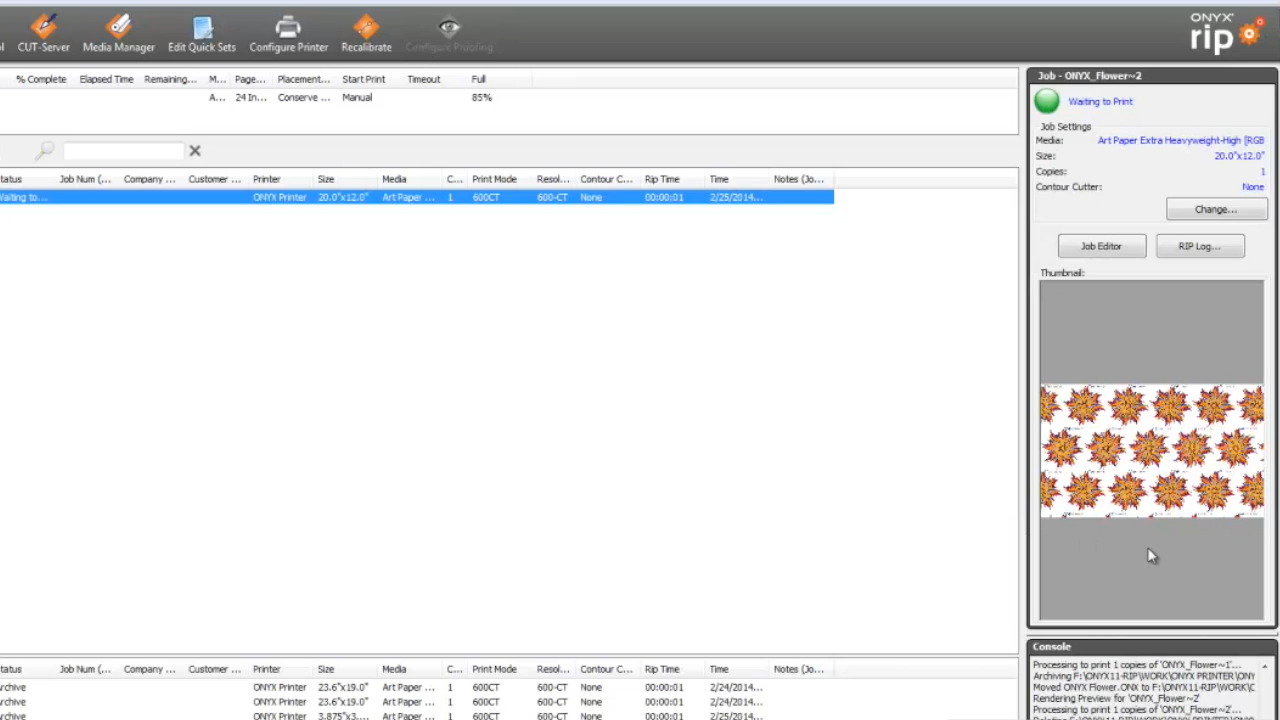 ONYX
rip
CUT-Server Media Manager Edit Quick Sets Configure Printer Recalibrate Configure Proofing
% Complete Elapsed Time Remaining... M... Page... Placement... Start Print Timeout Full
A... 24 In... Conserve ... Manual 85%
tatus Job Num (... Company ... Customer ... Printer Size Media C... Print Mode Resol... Contour C... Rip Time Time Notes (Jo...
Waiting to... ONYX Printer 20.0"x12.0" Art Paper ... 1 600CT 600-CT None 00:00:01 2/25/2014...
tatus Job Num (... Company ... Customer ... Printer Size Media C... Print Mode Resol... Contour C... Rip Time Time Notes (Jo...
rchive ONYX Printer 23.6"x19.0" Art Paper ... 1 600CT 600-CT None 00:00:01 2/24/2014...
rchive ONYX Printer 23.6"x19.0" Art Paper ... 1 600CT 600-CT None 00:00:01 2/24/2014...
rchive ONYX Printer 3.875"x3.... Art Paper ... 1 600CT 600-CT None 00:00:01 2/25/2014...
Job - ONYX_Flower~2
Waiting to Print
Job Settings
Media: Art Paper Extra Heavyweight-High [RGB
Size: 20.0"x12.0"
Copies: 1
Contour Cutter: None
Change...
Job Editor RIP Log...
Thumbnail:
Console
Processing to print 1 copies of 'ONYX_Flower~1'...
Archiving F:\ONYX11-RIP\WORK\ONYX PRINTER\ONY
Moved ONYX Flower.ONX to F:\ONYX11-RIP\WORK\C
Rendering Preview for 'ONYX_Flower~2'
Processing to print 1 copies of 'ONYX_Flower~2'...